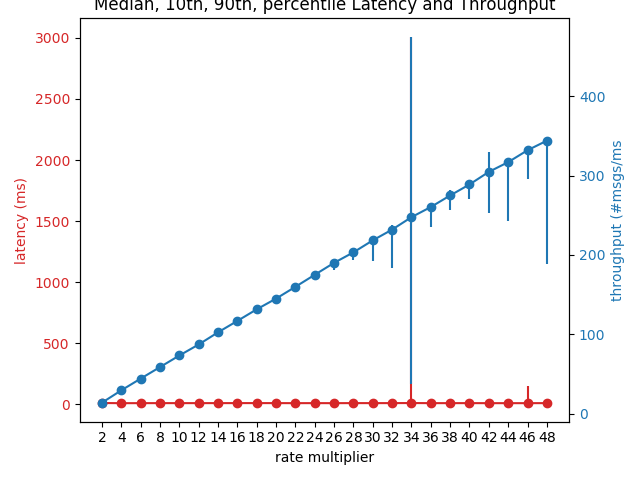 Median, 10th, 90th, percentile Latency and Throughput
3000
2500
2000
1500
1000
500
0
latency (ms)
400
300
200
100
0
throughput (#msgs/ms
2 4 6 8 10 12 14 16 18 20 22 24 26 28 30 32 34 36 38 40 42 44 46 48
rate multiplier